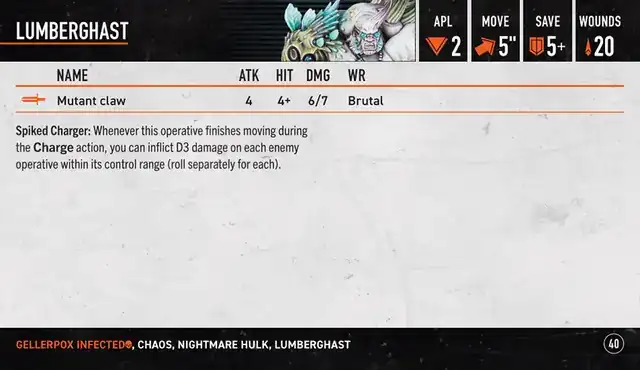 LUMBERGHAST
APL
2
MOVE
5"
SAVE
5+
WOUNDS
20
NAME ATK HIT DMG WR
Mutant claw 4 4+ 6/7 Brutal
Spiked Charger: Whenever this operative finishes moving during
the Charge action, you can inflict D3 damage on each enemy
operative within its control range (roll separately for each).
GELLERPOX INFECTED, CHAOS, NIGHTMARE HULK, LUMBERGHAST
40